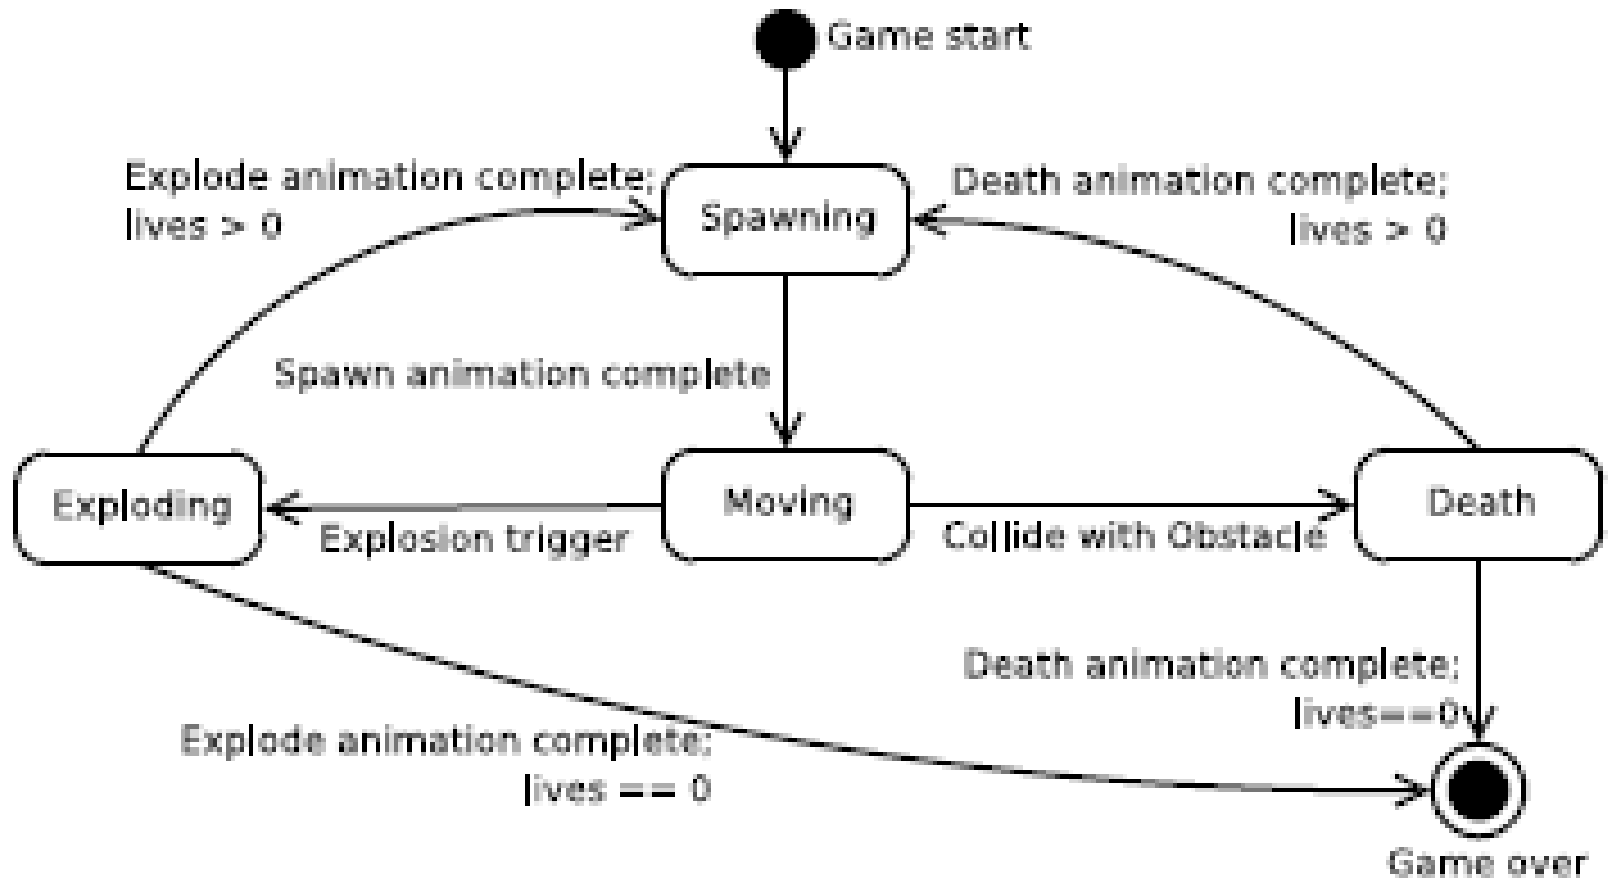 Game start
Explode animation complete;
lives > 0
Death animation complete;
lives > 0
Spawning
Spawn animation complete
Exploding
Moving
Death
Explosion trigger
Collide with Obstacle
Death animation complete;
lives==0
Explode animation complete;
lives == 0
Game over